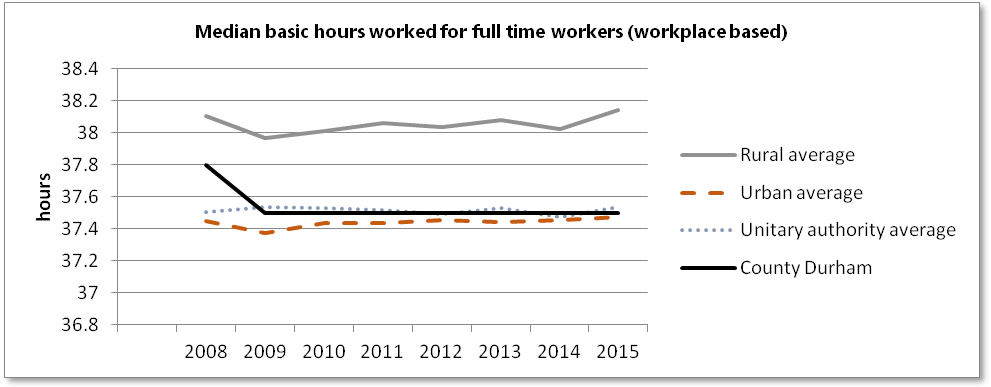 Median basic hours worked for full time workers (workplace based)
hours
38.4
38.2
38
37.8
37.6
37.4
37.2
37
36.8
2008 2009 2010 2011 2012 2013 2014 2015
Rural average
Urban average
Unitary authority average
County Durham